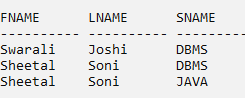 FNAME      LNAME      SNAME
---------- ---------- ----------
Swarali    Joshi      DBMS
Sheetal    Soni       DBMS
Sheetal    Soni       JAVA